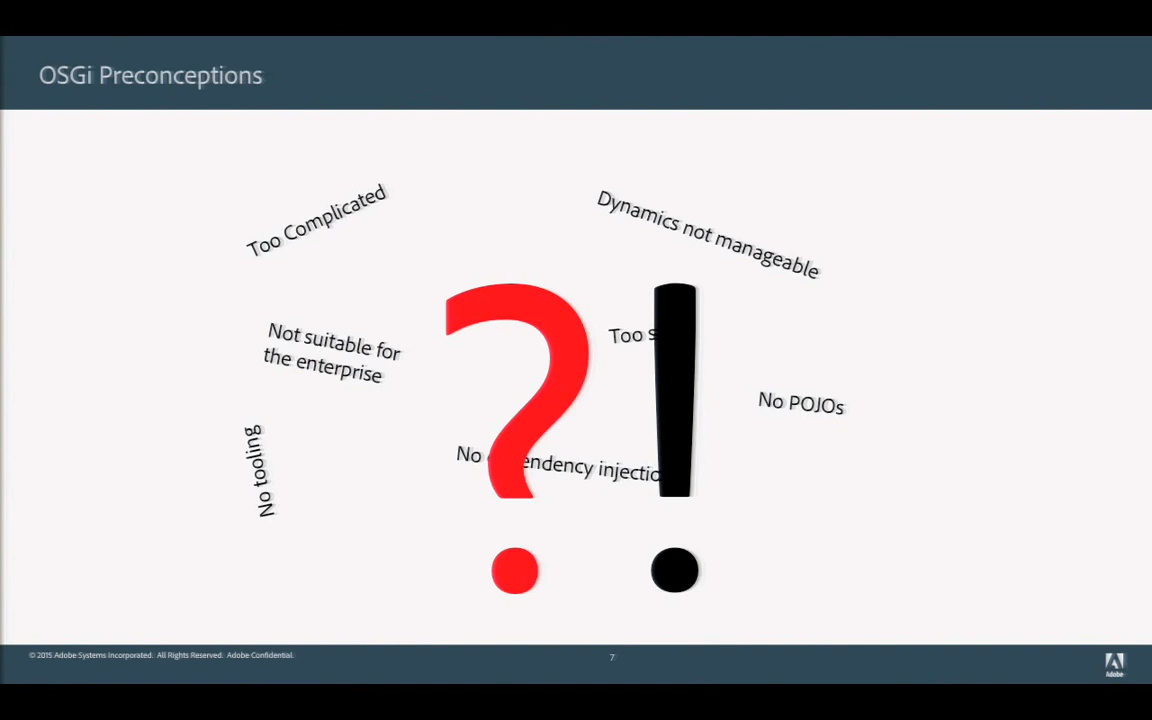 OSGi Preconceptions
Too Complicated
Dynamics not manageable
Not suitable for
the enterprise
Too
No POJOs
No tooling
No injection
?!
© 2015 Adobe Systems Incorporated. All Rights Reserved. Adobe Confidential.
7
Adobe